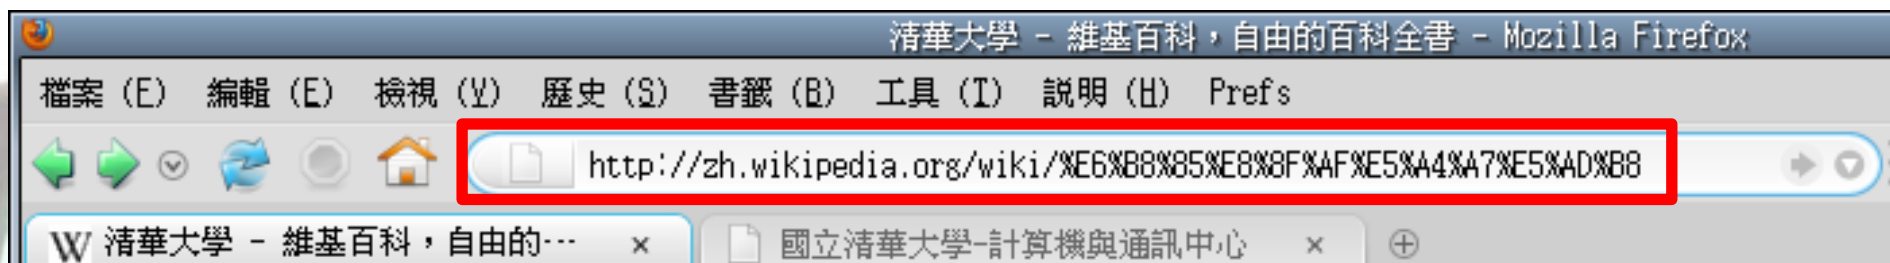 清華大學 - 維基百科，自由的百科全書 - Mozilla Firefox
檔案 (E) 編輯 (E) 檢視 (V) 歷史 (S) 書籤 (B) 工具 (T) 説明 (H) Prefs
http://zh.wikipedia.org/wiki/%E6%B8%85%E8%8F%AF%E5%A4%A7%E5%AD%B8
W 清華大學 - 維基百科，自由的… × 國立清華大學-計算機與通訊中心 ×